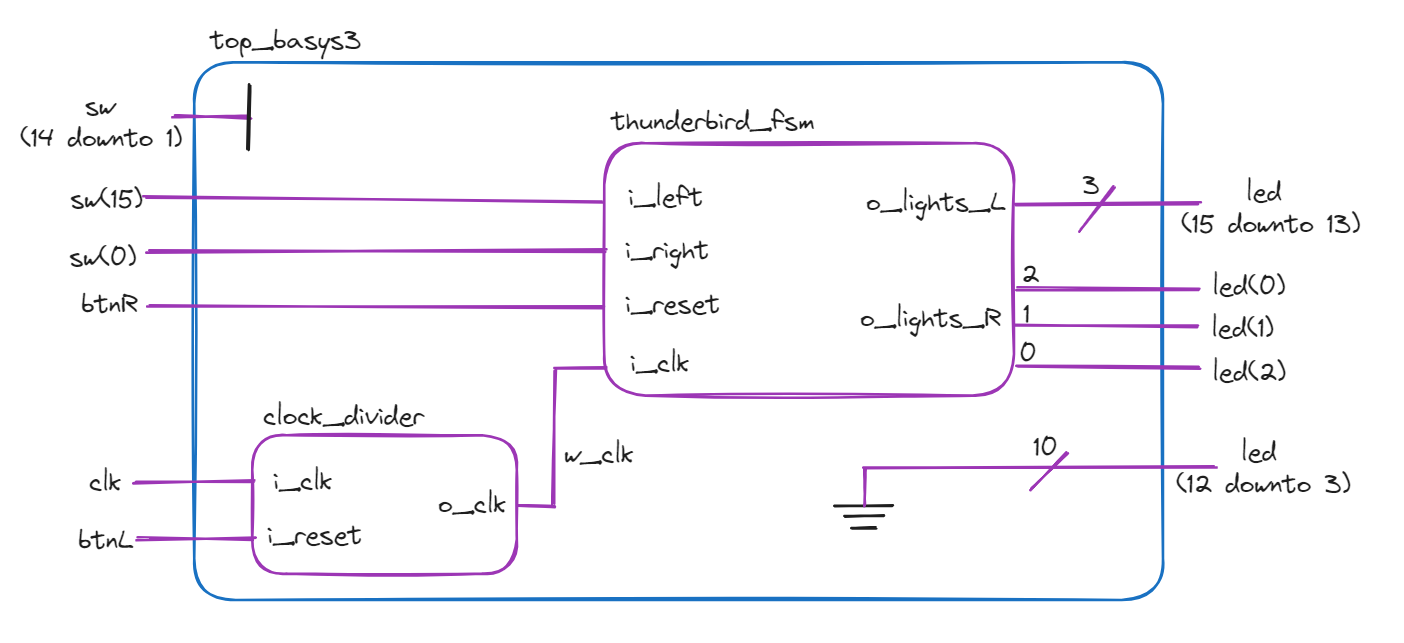 top_basys3
sw
(14 downto 1)
thunderbird_fsm
sw(15)
i_left
o_lights_L
3
led
(15 downto 13)
sw(0)
i_right
2
led(0)
btnR
i_reset
o_lights_R
1
led(1)
i_clk
0
led(2)
clock_divider
w_clk
10
led
(12 downto 3)
clk
i_clk
o_clk
btnL
i_reset